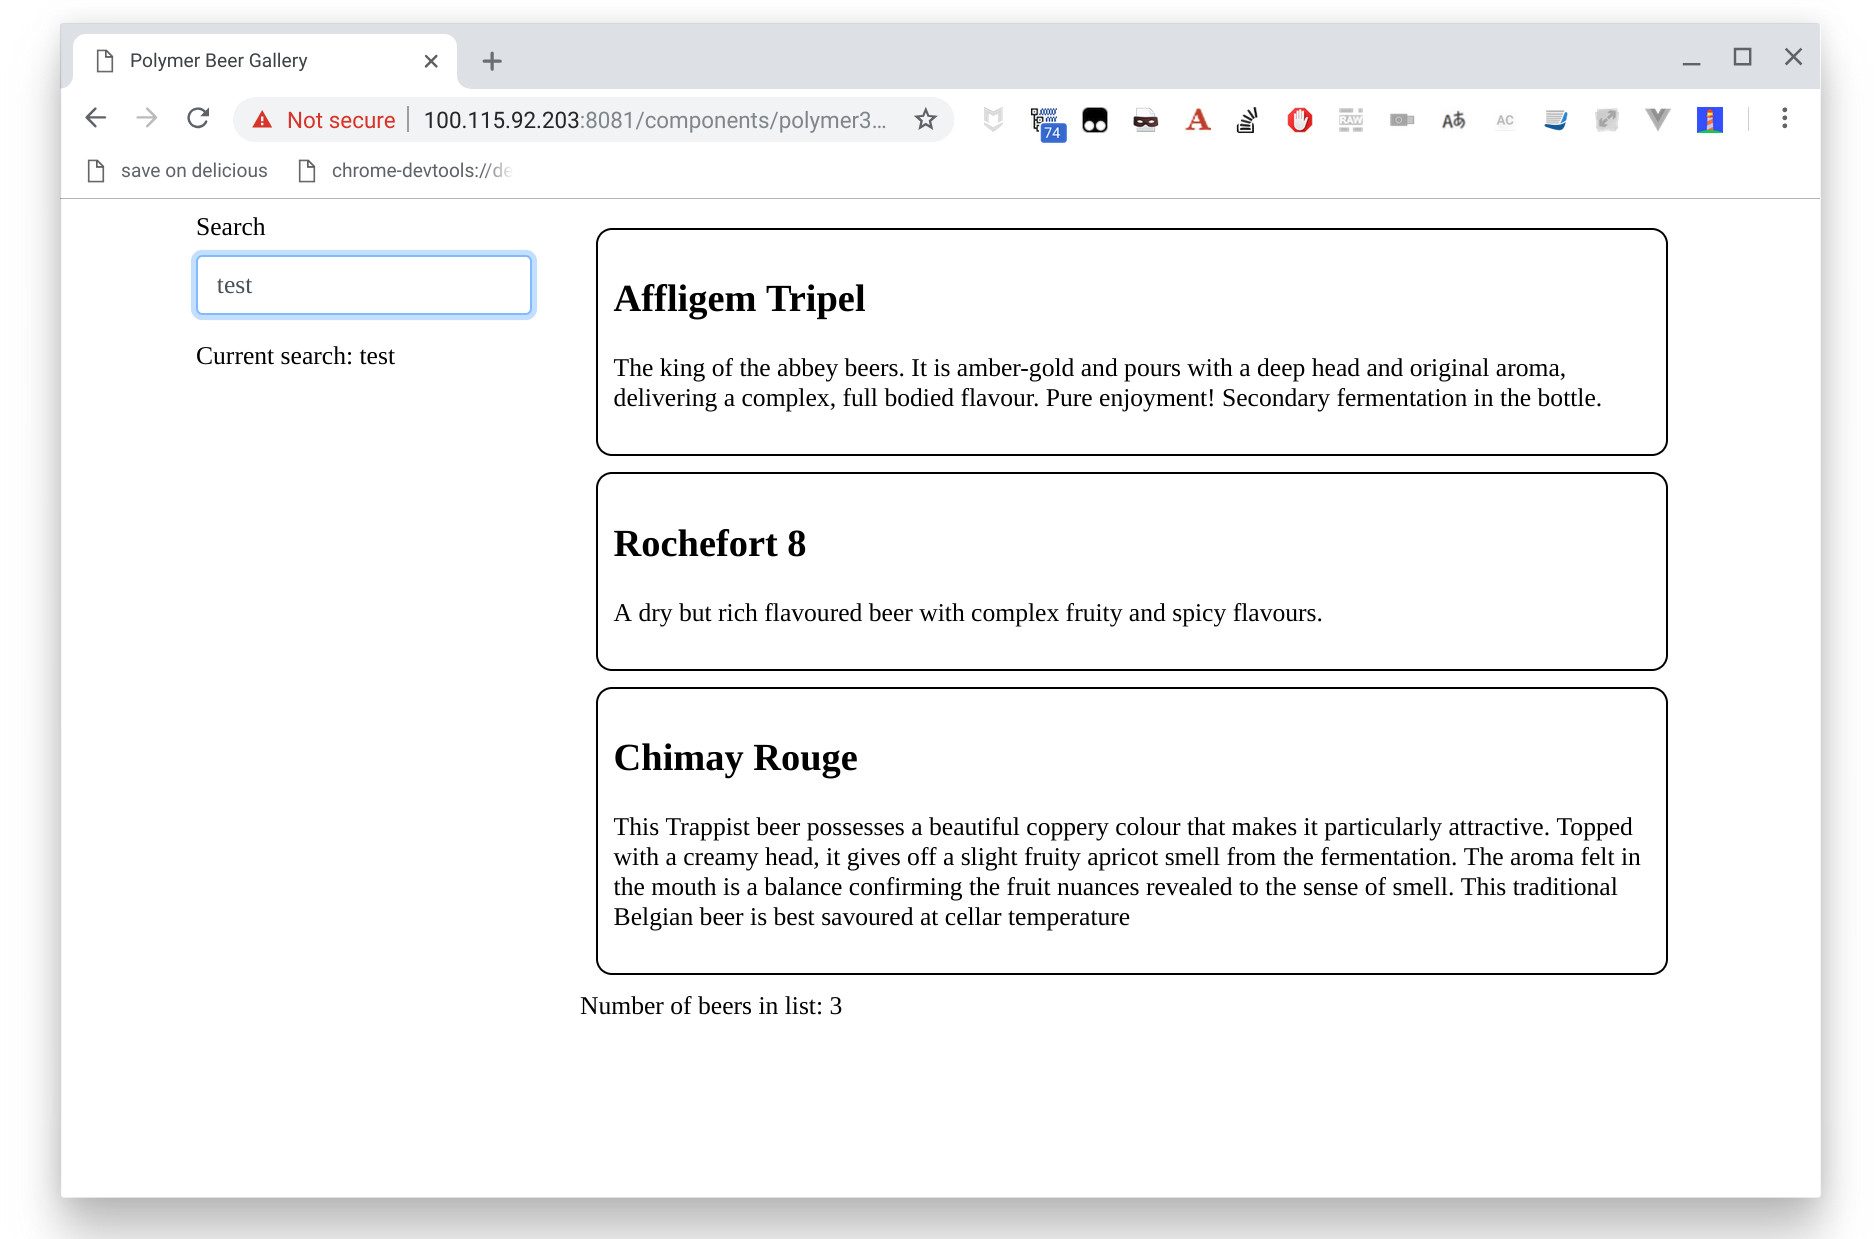 Polymer Beer Gallery
Not secure 100.115.92.203:8081/components/polymer3...
74
A
RAW
Aあ
AC
save on delicious chrome-devtools://de
Search
test
Current search: test
Affligem Tripel
The king of the abbey beers. It is amber-gold and pours with a deep head and original aroma,
delivering a complex, full bodied flavour. Pure enjoyment! Secondary fermentation in the bottle.
Rochefort 8
A dry but rich flavoured beer with complex fruity and spicy flavours.
Chimay Rouge
This Trappist beer possesses a beautiful coppery colour that makes it particularly attractive. Topped
with a creamy head, it gives off a slight fruity apricot smell from the fermentation. The aroma felt in
the mouth is a balance confirming the fruit nuances revealed to the sense of smell. This traditional
Belgian beer is best savoured at cellar temperature
Number of beers in list: 3